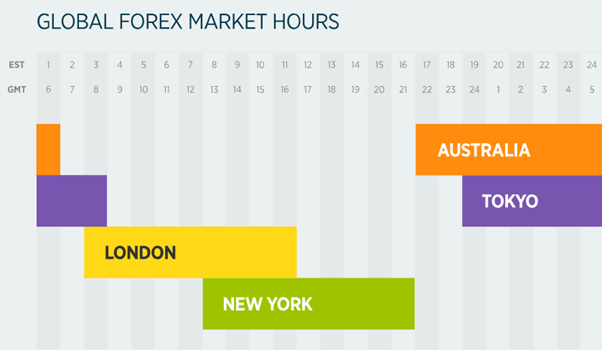 GLOBAL FOREX MARKET HOURS
EST 1 2 3 4 5 6 7 8 9 10 11 12 13 14 15 16 17 18 19 20 21 22 23 24
GMT 6 7 8 9 10 11 12 13 14 15 16 17 18 19 20 21 22 23 24 1 2 3 4 5
AUSTRALIA
TOKYO
LONDON
NEW YORK